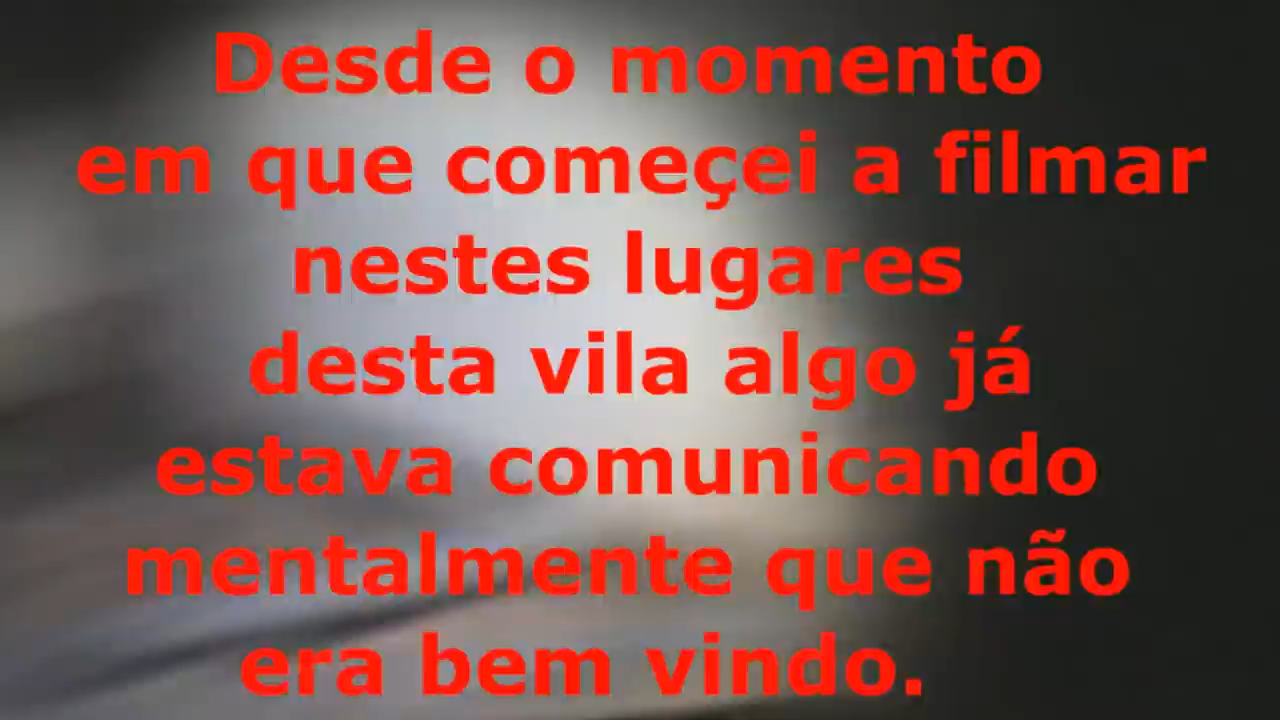 Desde o momento
em que começei a filmar
nestes lugares
desta vila algo já
estava comunicando
mentalmente que não
era bem vindo.